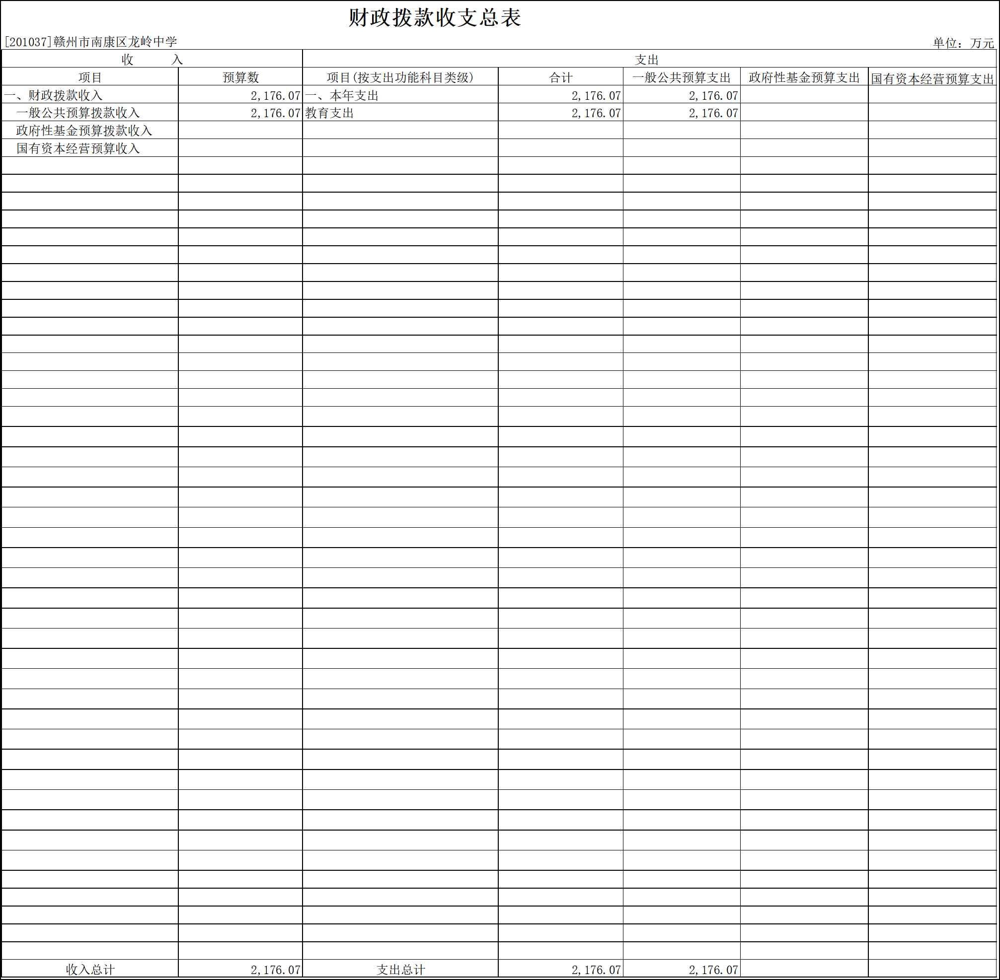 财政拨款收支总表
[201037]赣州市南康区龙岭中学 单位：万元
收 入 支出
项目 预算数 项目(按支出功能科目类级) 合计 一般公共预算支出 政府性基金预算支出 国有资本经营预算支出
一、财政拨款收入 2,176.07 一、本年支出 2,176.07 2,176.07
一般公共预算拨款收入 2,176.07 教育支出 2,176.07 2,176.07
政府性基金预算拨款收入
国有资本经营预算收入
收入总计 2,176.07 支出总计 2,176.07 2,176.07